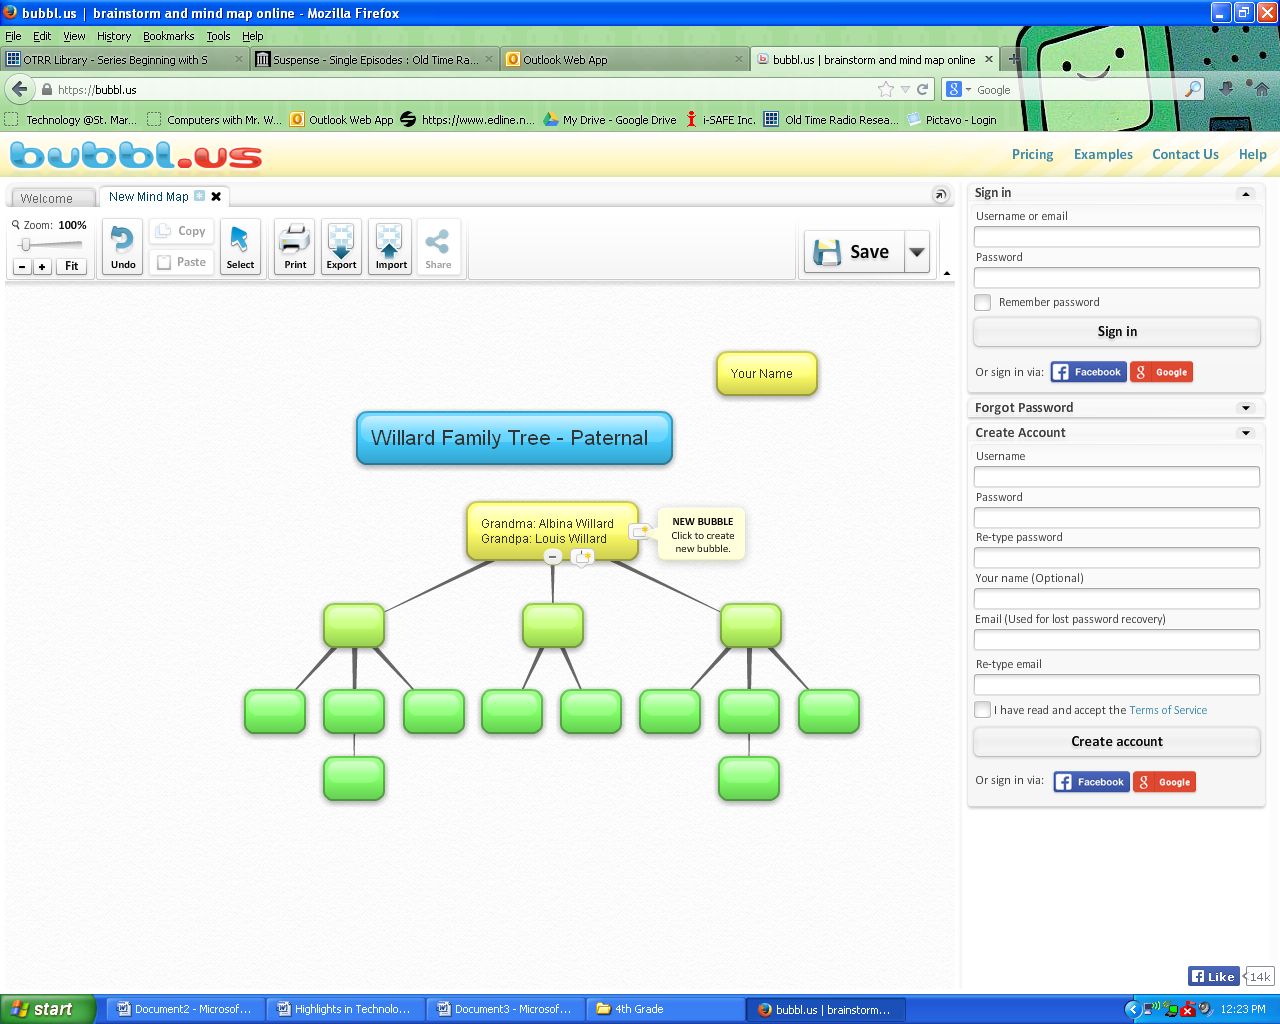 bubbl.us | brainstorm and mind map online - Mozilla Firefox
File Edit View History Bookmarks Tools Help
OTRR Library - Series Beginning with S
Suspense - Single Episodes : Old Time Ra...
Outlook Web App
bubbl.us | brainstorm and mind map online
https://bubbl.us
Google
Technology @St. Mar...
Computers with Mr. W...
Outlook Web App
https://www.edline.n...
My Drive - Google Drive
i-SAFE Inc.
Old Time Radio Resea...
Pictavo - Login
bubbl.us
Pricing Examples Contact Us Help
Welcome
New Mind Map
Zoom: 100%
Fit
Undo
Copy
Paste
Select
Print
Export
Import
Share
Save
Your Name
Willard Family Tree - Paternal
Grandma: Albina Willard
Grandpa: Louis Willard
NEW BUBBLE
Click to create
new bubble.
Sign in
Username or email
Password
Remember password
Sign in
Or sign in via: Facebook Google
Forgot Password
Create Account
Username
Password
Re-type password
Your name (Optional)
Email (Used for lost password recovery)
Re-type email
I have read and accept the Terms of Service
Create account
Or sign in via: Facebook Google
Like 14k
start
Document2 - Microsof...
Highlights in Technolo...
Document3 - Microsof...
4th Grade
bubbl.us | brainstorm...
12:23 PM